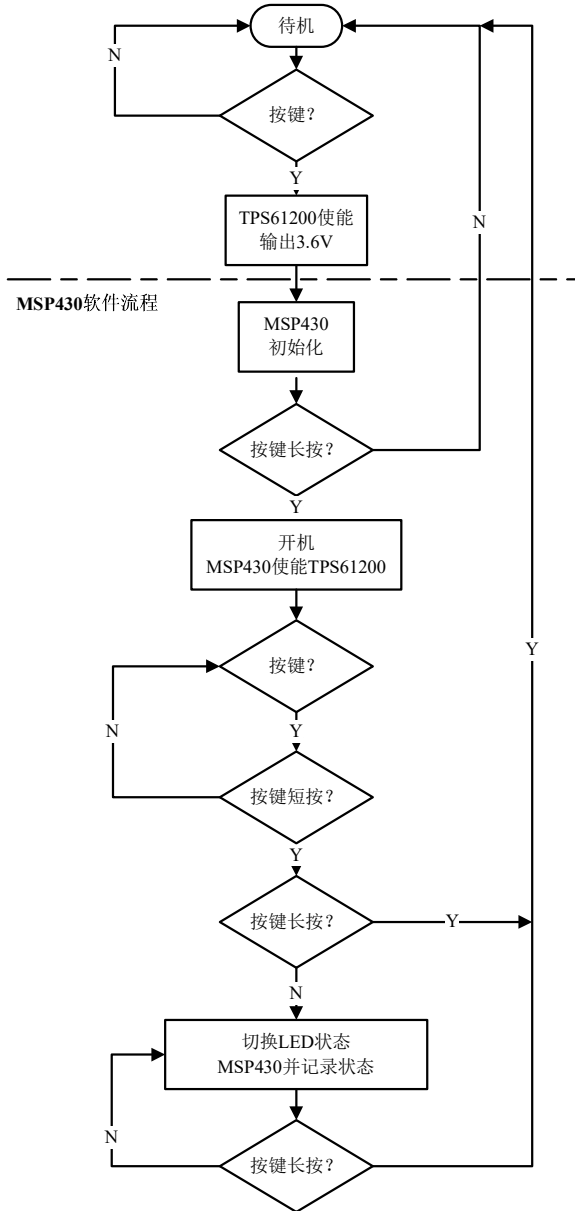 待机
N
按键?
Y
TPS61200使能
输出3.6V
N
MSP430软件流程
MSP430
初始化
按键长按?
Y
开机
MSP430使能TPS61200
按键?
Y
N
Y
按键短按?
Y
按键长按?
Y
N
切换LED状态
MSP430并记录状态
N
按键长按?